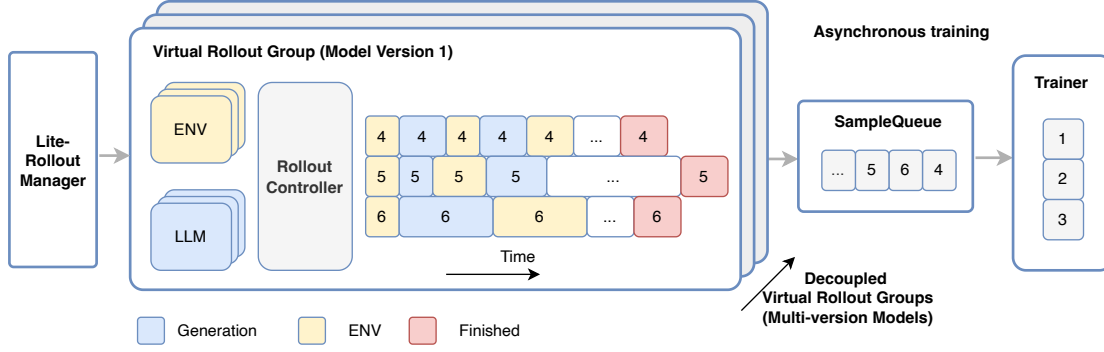 Asynchronous training
Virtual Rollout Group (Model Version 1)
Lite-
Rollout
Manager
ENV
LLM
Rollout
Controller
4 4 4 4 4 ... 4
5 5 5 5 ... 5
6 6 6 ... 6
Time
SampleQueue
... 5 6 4
Trainer
1
2
3
Decoupled
Virtual Rollout Groups
(Multi-version Models)
Generation
ENV
Finished